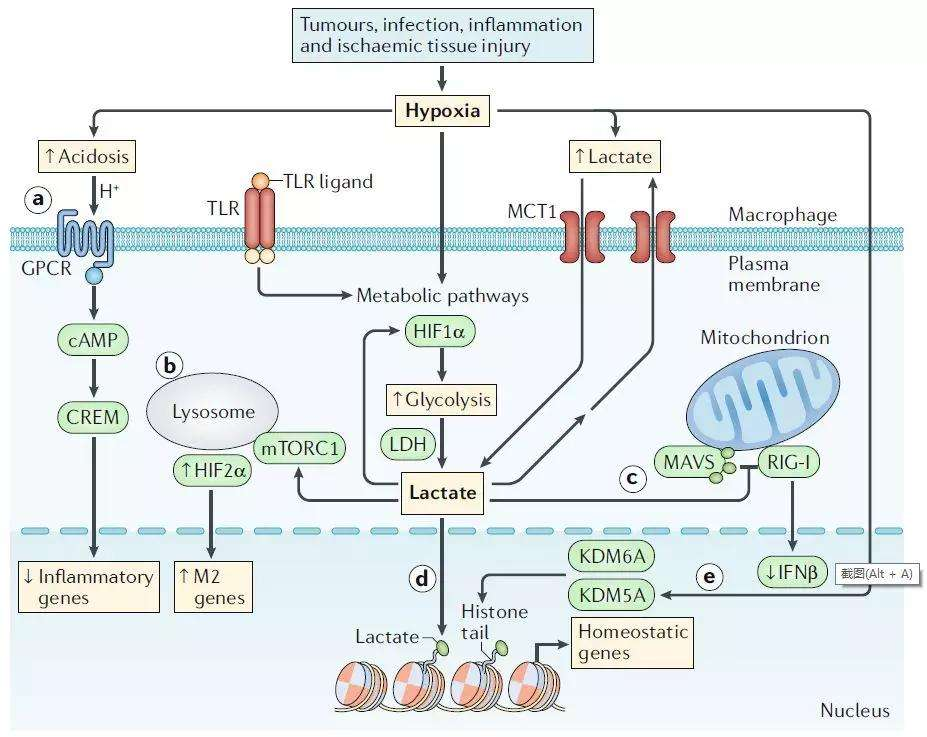 Tumours, infection, inflammation
and ischaemic tissue injury
Hypoxia
↑ Acidosis
↑ Lactate
H⁺
a
TLR ligand
TLR
MCT1
Macrophage
GPCR
Plasma
membrane
Metabolic pathways
cAMP
HIF1α
Mitochondrion
b
Lysosome
↑ Glycolysis
CREM
mTORC1
LDH
↑HIF2α
MAVS
RIG-I
c
Lactate
d
KDM6A
e
↓ Inflammatory
genes
↑ M2
genes
↓IFNβ
截图(Alt + A)
KDM5A
Histone
tail
Lactate
Homeostatic
genes
Nucleus